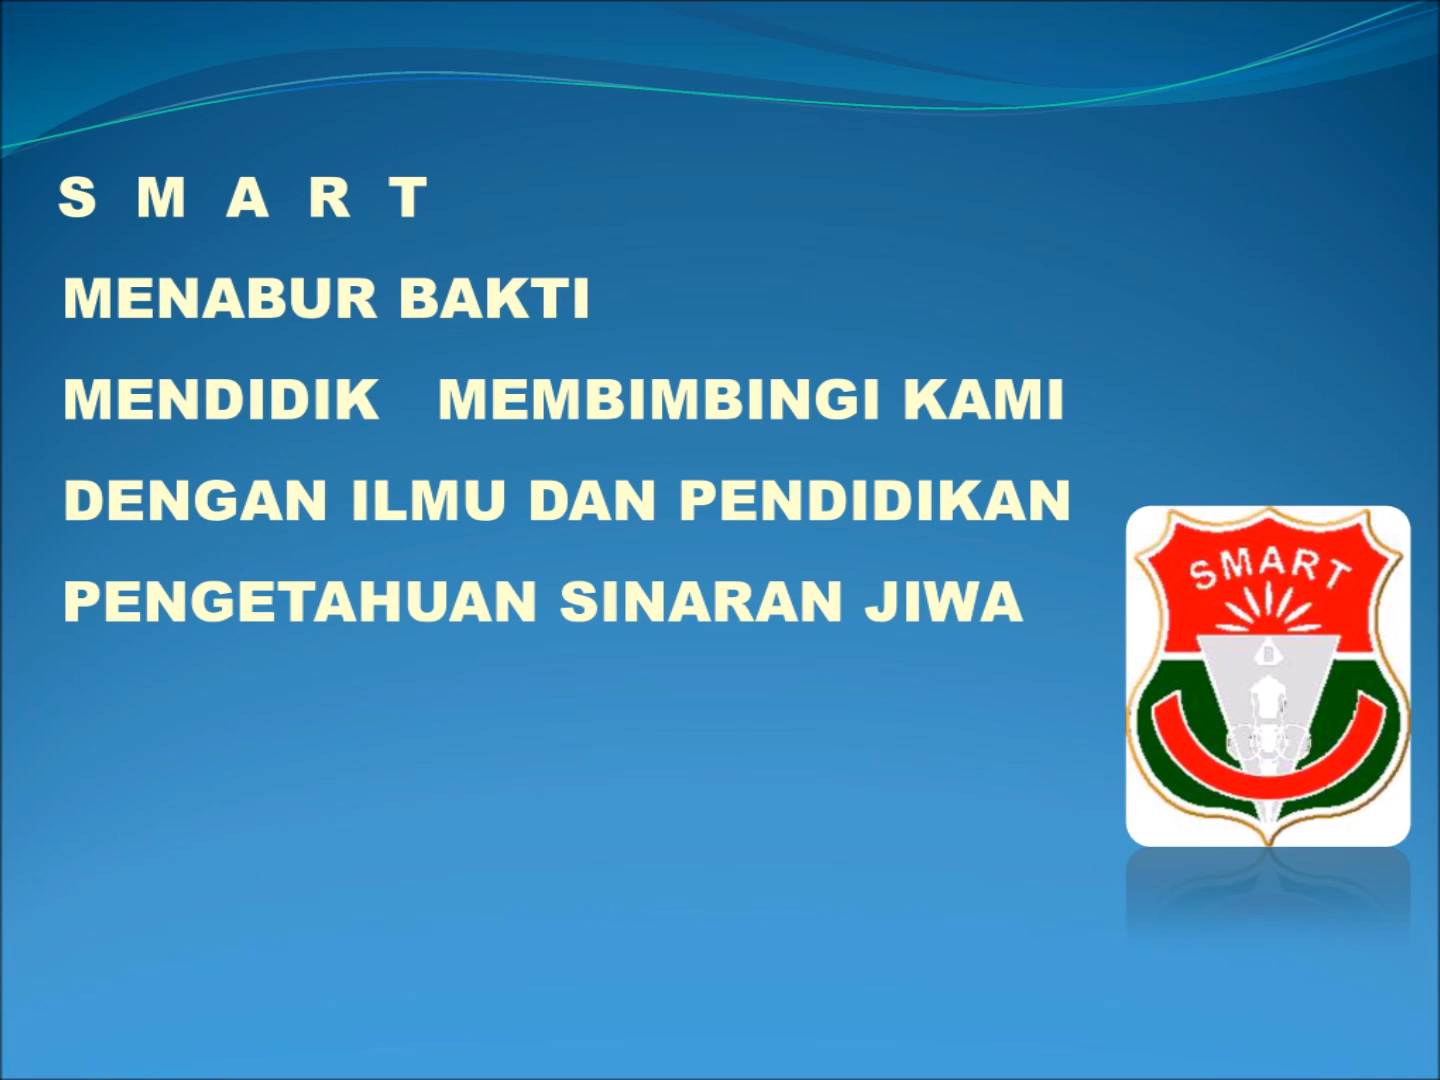 S M A R T
MENABUR BAKTI
MENDIDIK MEMBIMBINGI KAMI
DENGAN ILMU DAN PENDIDIKAN
PENGETAHUAN SINARAN JIWA
SMART